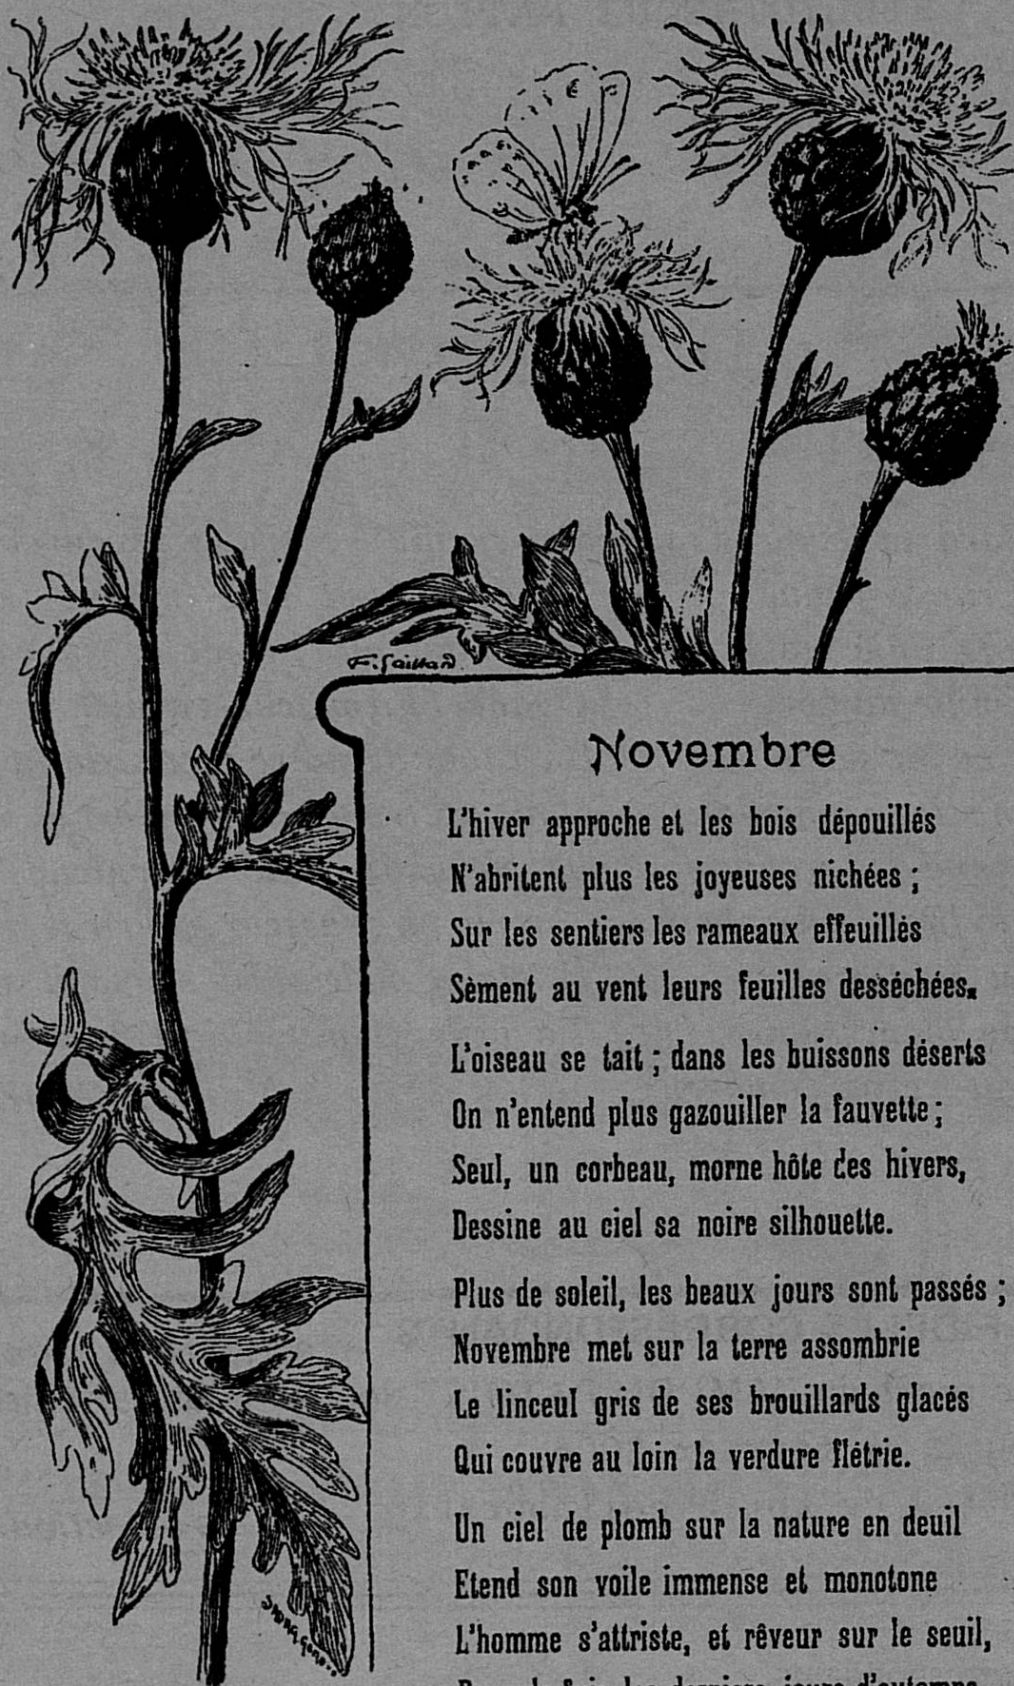 F. Gaillard
Novembre
L'hiver approche et les bois dépouillés
N'abritent plus les joyeuses nichées ;
Sur les sentiers les rameaux effeuillés
Sèment au vent leurs feuilles desséchées.
L'oiseau se tait ; dans les buissons déserts
On n'entend plus gazouiller la fauvette ;
Seul, un corbeau, morne hôte des hivers,
Dessine au ciel sa noire silhouette.
Plus de soleil, les beaux jours sont passés ;
Novembre met sur la terre assombrie
Le linceul gris de ses brouillards glacés
Qui couvre au loin la verdure flétrie.
Un ciel de plomb sur la nature en deuil
Etend son voile immense et monotone
L'homme s'attriste, et rêveur sur le seuil,
derniers jours d'automne